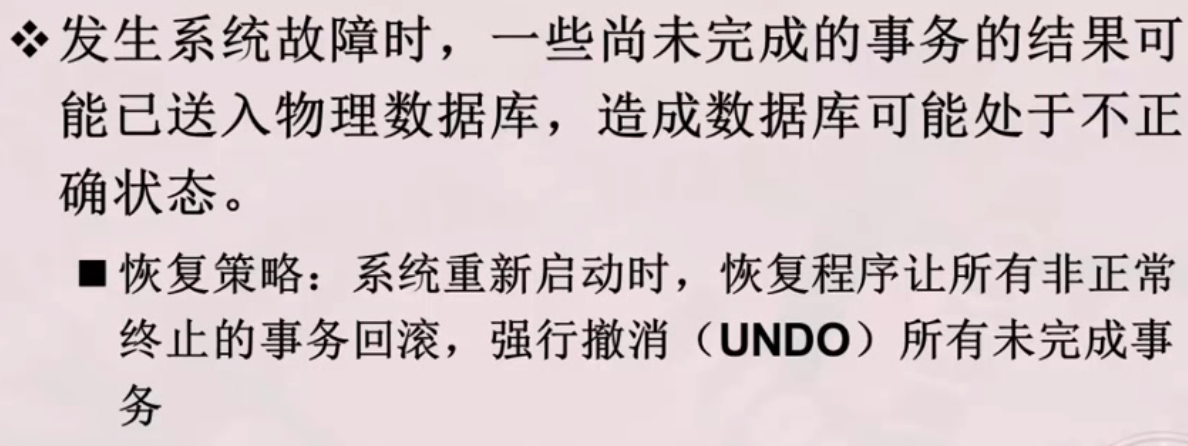 ❖发生系统故障时，一些尚未完成的事务的结果可
能已送入物理数据库，造成数据库可能处于不正
确状态。
■恢复策略：系统重新启动时，恢复程序让所有非正常
终止的事务回滚，强行撤消（UNDO）所有未完成事
务